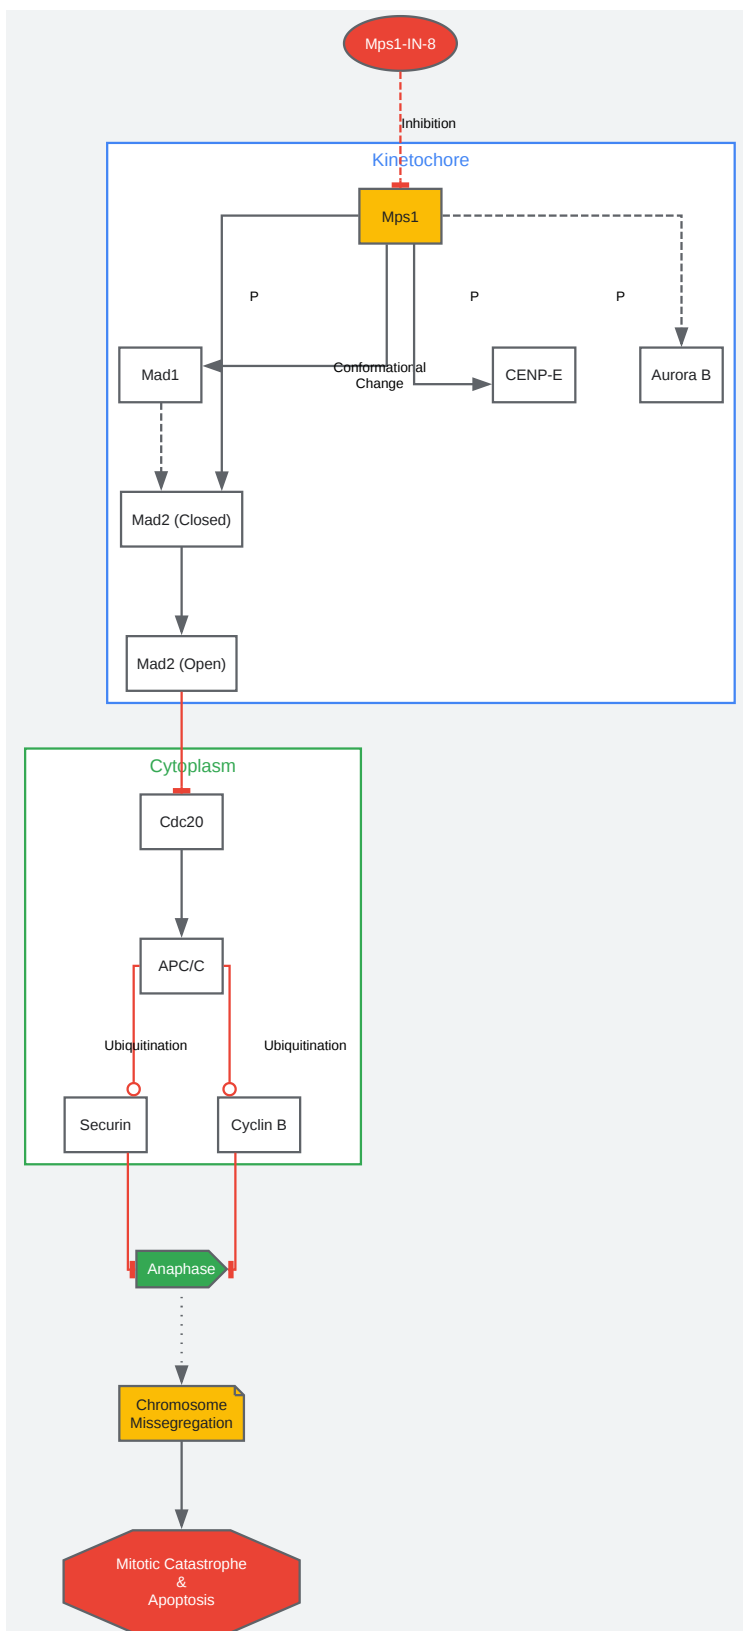 Mps1-IN-8
Inhibition
Kinetochore
Mps1
P
P
P
Conformational
Change
Mad1
CENP-E
Aurora B
Mad2 (Closed)
Mad2 (Open)
Cytoplasm
Cdc20
APC/C
Ubiquitination
Ubiquitination
Securin
Cyclin B
Anaphase
Chromosome
Missegregation
Mitotic Catastrophe
&
Apoptosis